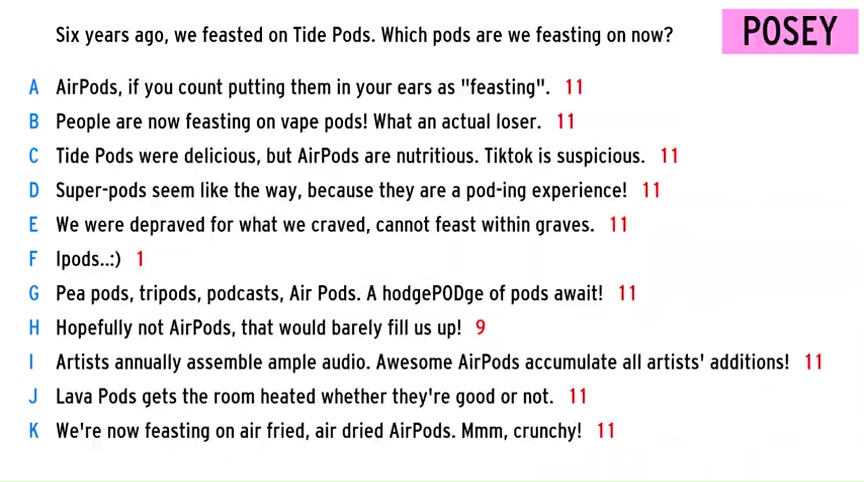 Six years ago, we feasted on Tide Pods. Which pods are we feasting on now?
POSEY
A AirPods, if you count putting them in your ears as "feasting". 11
B People are now feasting on vape pods! What an actual loser. 11
C Tide Pods were delicious, but AirPods are nutritious. Tiktok is suspicious. 11
D Super-pods seem like the way, because they are a pod-ing experience! 11
E We were depraved for what we craved, cannot feast within graves. 11
F Ipods..:) 1
G Pea pods, tripods, podcasts, Air Pods. A hodgePODge of pods await! 11
H Hopefully not AirPods, that would barely fill us up! 9
I Artists annually assemble ample audio. Awesome AirPods accumulate all artists' additions! 11
J Lava Pods gets the room heated whether they're good or not. 11
K We're now feasting on air fried, air dried AirPods. Mmm, crunchy! 11